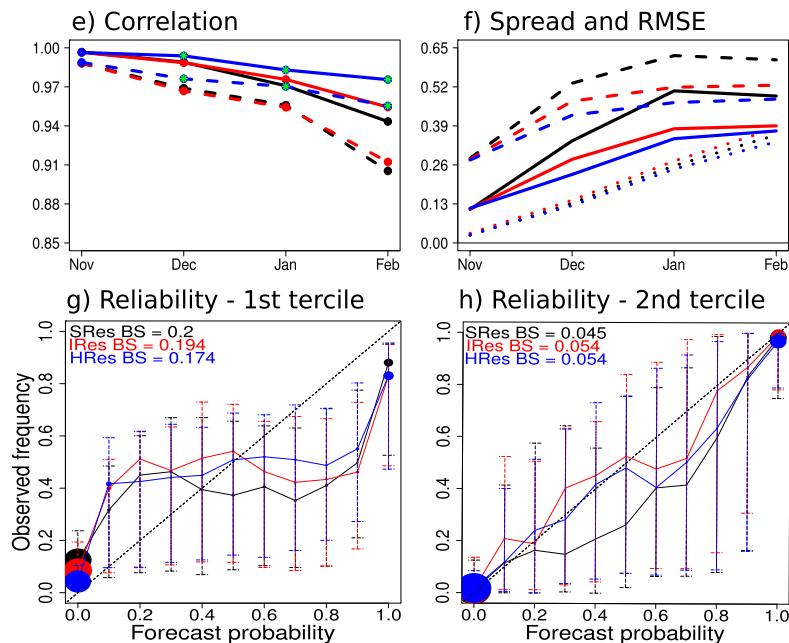 e) Correlation
1.00
0.97
0.94
0.91
0.88
0.85
Nov Dec Jan Feb
f) Spread and RMSE
0.65
0.52
0.39
0.26
0.13
0.00
Nov Dec Jan Feb
g) Reliability - 1st tercile
SRes BS = 0.2
IRes BS = 0.194
HRes BS = 0.174
Observed frequency
1.0
0.8
0.6
0.4
0.2
0.0
0.0 0.2 0.4 0.6 0.8 1.0
Forecast probability
h) Reliability - 2nd tercile
SRes BS = 0.045
IRes BS = 0.054
HRes BS = 0.054
1.0
0.8
0.6
0.4
0.2
0.0
0.0 0.2 0.4 0.6 0.8 1.0
Forecast probability